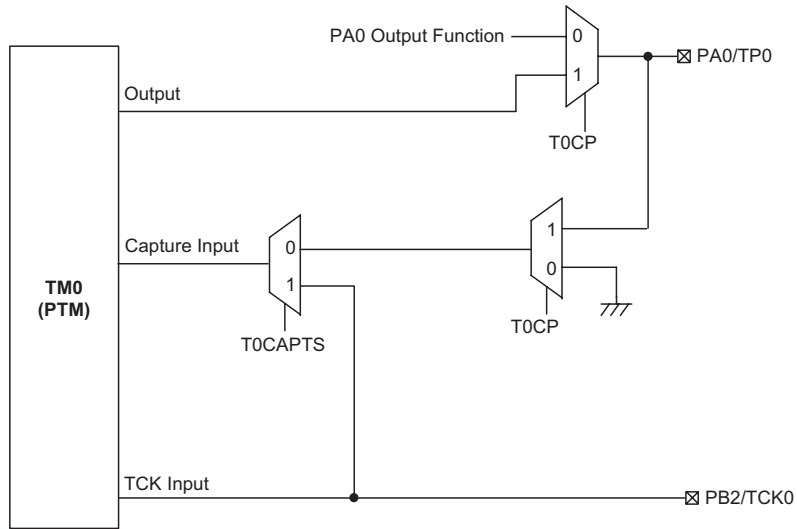 PA0 Output Function
0
1
PA0/TP0
Output
T0CP
Capture Input
0
1
1
0
TM0
(PTM)
T0CAPTS
T0CP
TCK Input
PB2/TCK0